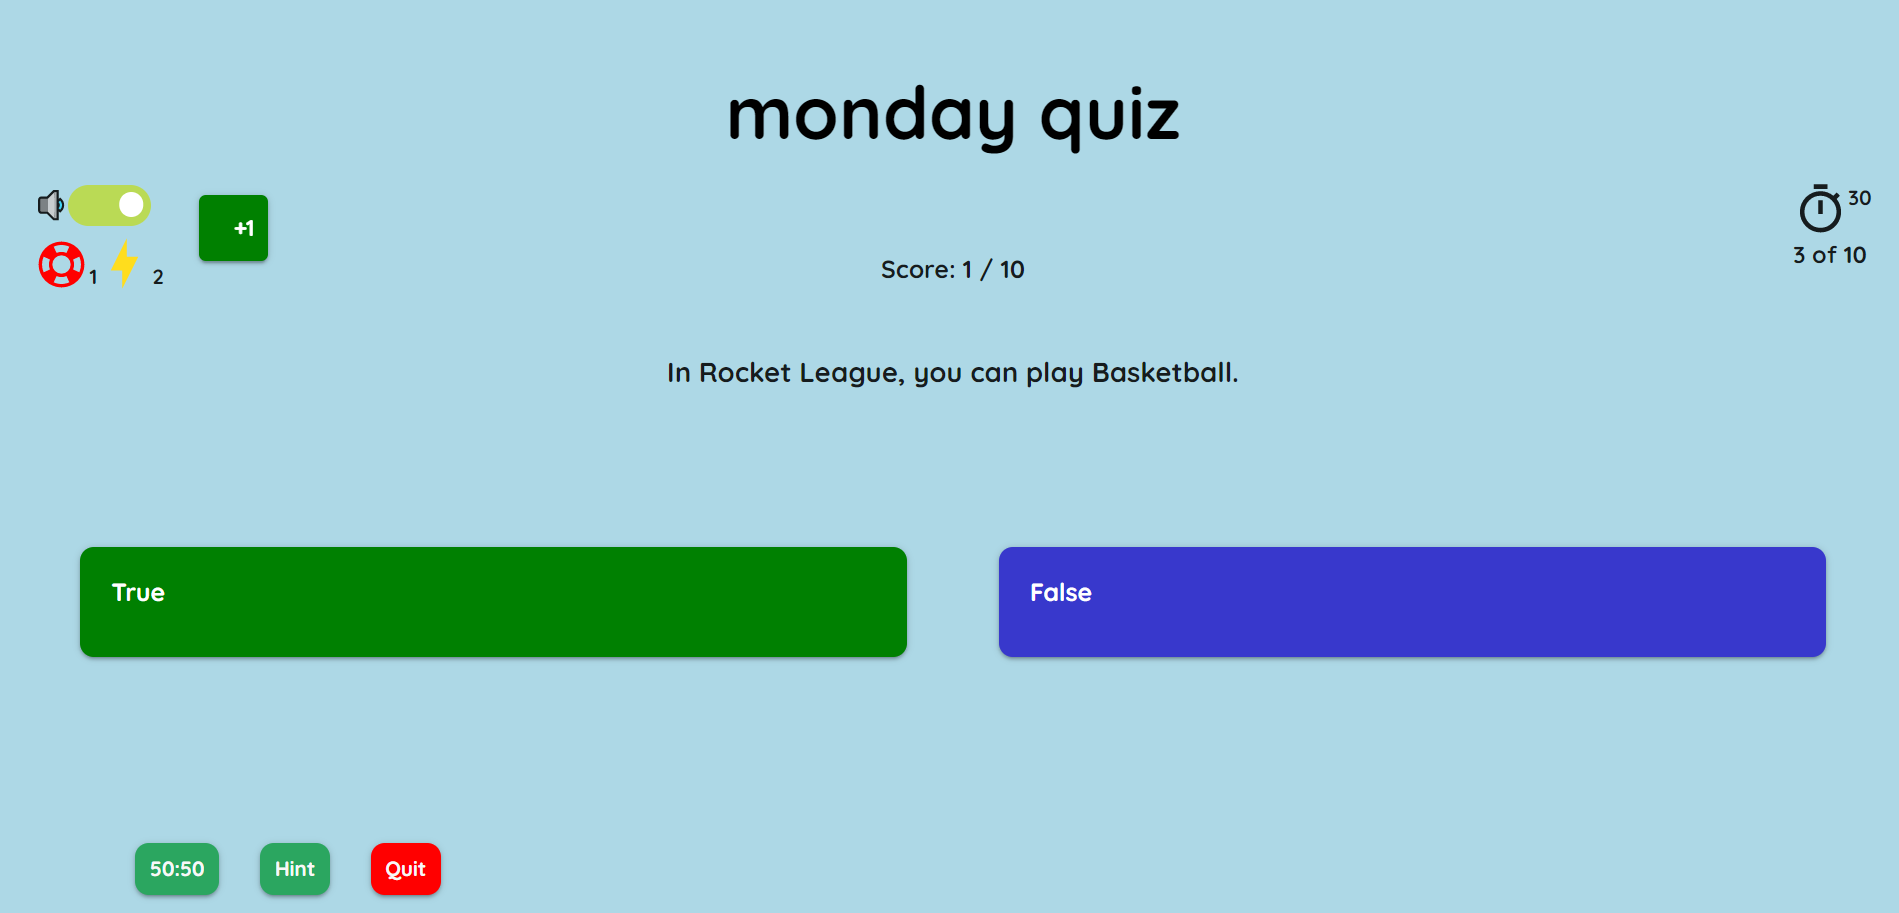 monday quiz
+1
30
1
2
Score: 1 / 10
3 of 10
In Rocket League, you can play Basketball.
True
False
50:50
Hint
Quit